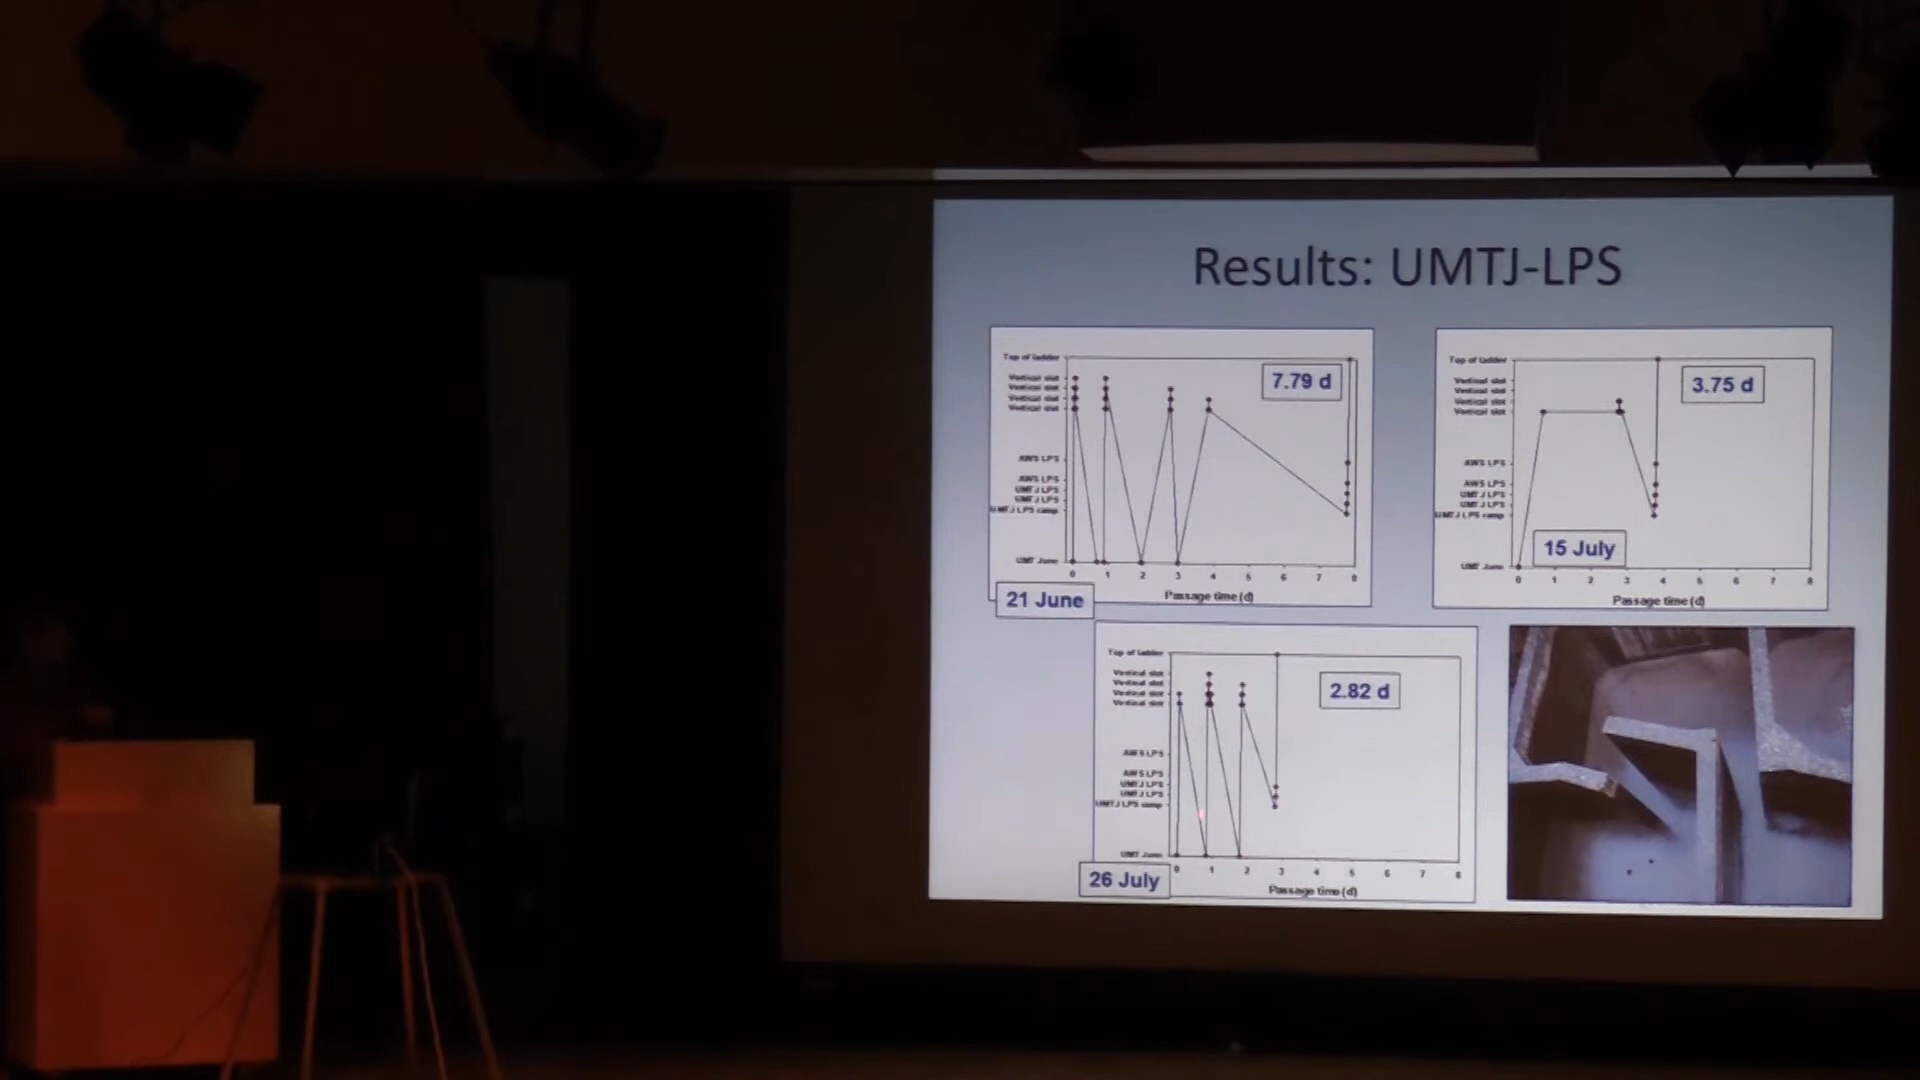 Results: UMTJ-LPS
Top of ladder
Vertical slot
Vertical slot
Vertical slot
Vertical slot
AWS LPS
AWS LPS
UMTJ LPS
UMTJ LPS
UMTJ LPS ramp
UMT Junc
0 1 2 3 4 5 6 7 8
Passage time (d)
7.79 d
21 June
Top of ladder
Vertical slot
Vertical slot
Vertical slot
Vertical slot
AWS LPS
AWS LPS
UMTJ LPS
UMTJ LPS
UMTJ LPS ramp
UMT Junc
0 1 2 3 4 5 6 7 8
Passage time (d)
3.75 d
15 July
Top of ladder
Vertical slot
Vertical slot
Vertical slot
Vertical slot
AWS LPS
AWS LPS
UMTJ LPS
UMTJ LPS
UMTJ LPS ramp
UMT Junc
0 1 2 3 4 5 6 7 8
Passage time (d)
2.82 d
26 July